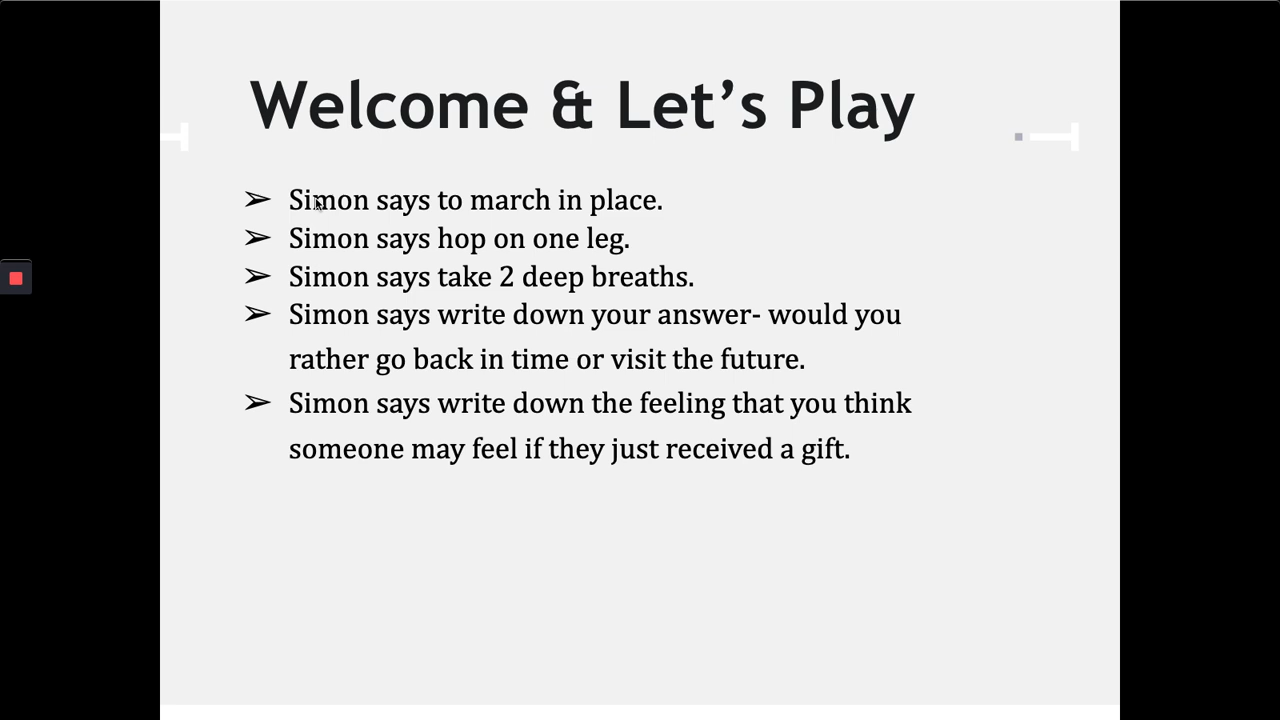 Welcome & Let’s Play
➢ Simon says to march in place.
➢ Simon says hop on one leg.
➢ Simon says take 2 deep breaths.
➢ Simon says write down your answer- would you
rather go back in time or visit the future.
➢ Simon says write down the feeling that you think
someone may feel if they just received a gift.